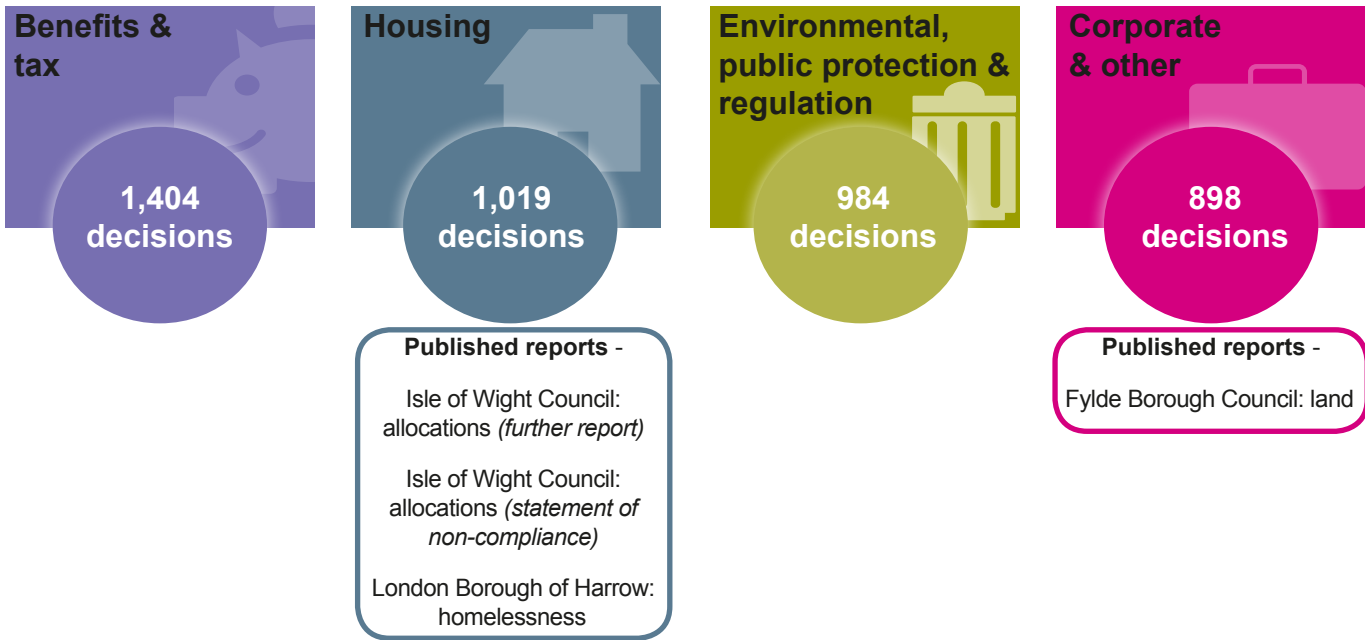 Benefits &
tax
1,404
decisions
Housing
1,019
decisions
Published reports -
Isle of Wight Council:
allocations (further report)
Isle of Wight Council:
allocations (statement of
non-compliance)
London Borough of Harrow:
homelessness
Environmental,
public protection &
regulation
984
decisions
Corporate
& other
898
decisions
Published reports -
Fylde Borough Council: land